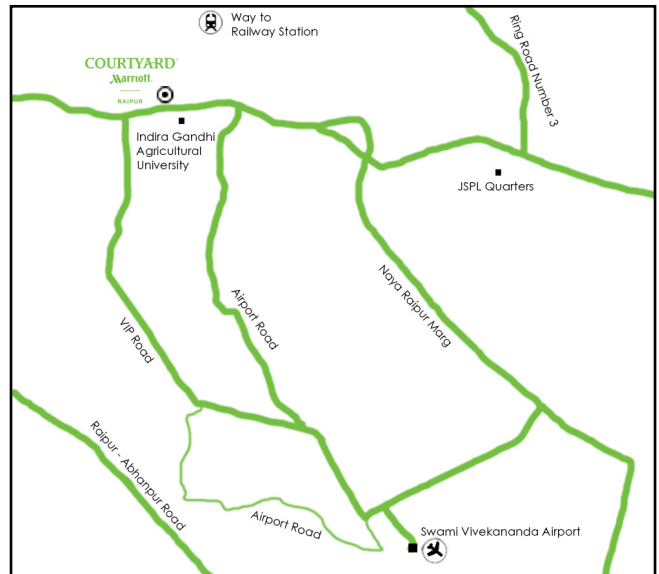 Way to
Railway Station
COURTYARD®
Marriott.
RAIPUR
Ring Road Number 3
Indira Gandhi
Agricultural
University
JSPL Quarters
Naya Raipur Marg
Airport Road
VIP Road
Raipur - Abhanpur Road
Airport Road
Swami Vivekananda Airport